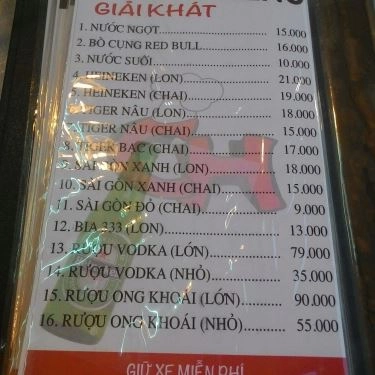 GIẢI KHÁT
1. NƯỚC NGỌT............................ 15.000
2. BÒ CỤNG RED BULL............... 16.000
3. NƯỚC SUỐI............................. 10.000
4. HEINEKEN (LON)................... 21.000
5. HEINEKEN (CHAI)................... 19.000
6. TIGER NÂU (LON)................... 18.000
7. TIGER NÂU (CHAI)................. 15.000
8. TIGER BẠC (CHAI)................. 17.000
9. SÀI GÒN XANH (LON)............ 18.000
10. SÀI GÒN XANH (CHAI)......... 15.000
11. SÀI GÒN ĐỎ (CHAI)................ 9.000
12. BIA 333 (LON)........................ 13.000
13. RƯỢU VODKA (LỚN)............ 79.000
14. RƯỢU VODKA (NHỎ)............ 35.000
15. RƯỢU ONG KHOÁI (LỚN)..... 90.000
16. RƯỢU ONG KHOÁI (NHỎ)..... 55.000
GIỮ XE MIỄN PHÍ